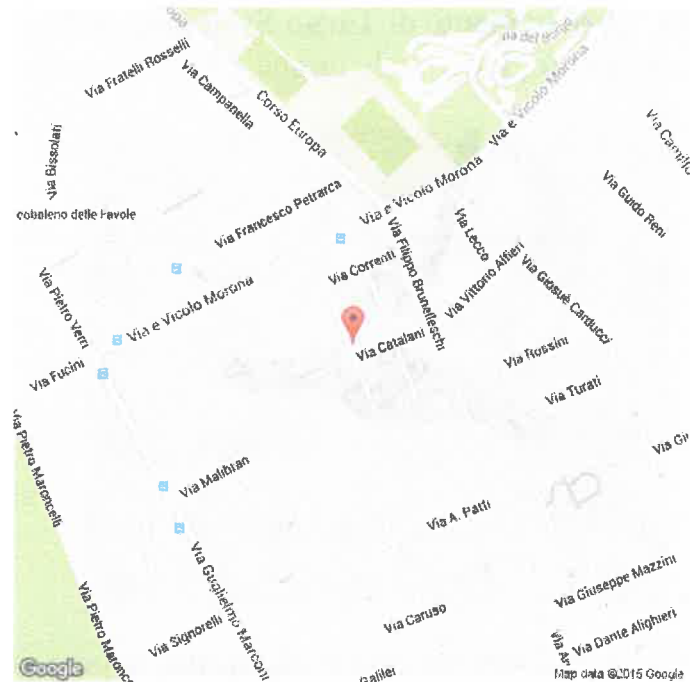 Via Fratelli Rosselli
Via Campanella
Corso Europa
Via e Vicolo Morona
Via Bissolati
Via Guido Reni
cobaleno delle Favole
Via Francesco Petrarca
Via e Vicolo Morona
Via Lecco
Via Filippo Brunelleschi
Via Correnti
Via Vittorio Alfieri
Via Giosuè Carducci
Via Pietro Verri
Via e Vicolo Morona
Via Catalani
Via Rossini
Via Fucini
Via Turati
Via Pietro Maroncelli
Via Gi
Via Malibran
Via A. Patti
Via Guglielmo Marconi
Via Giuseppe Mazzini
Via Pietro Maronce
Via Caruso
Via Signorelli
Via Dante Alighieri
Galilei
Google
Map data ©2015 Google